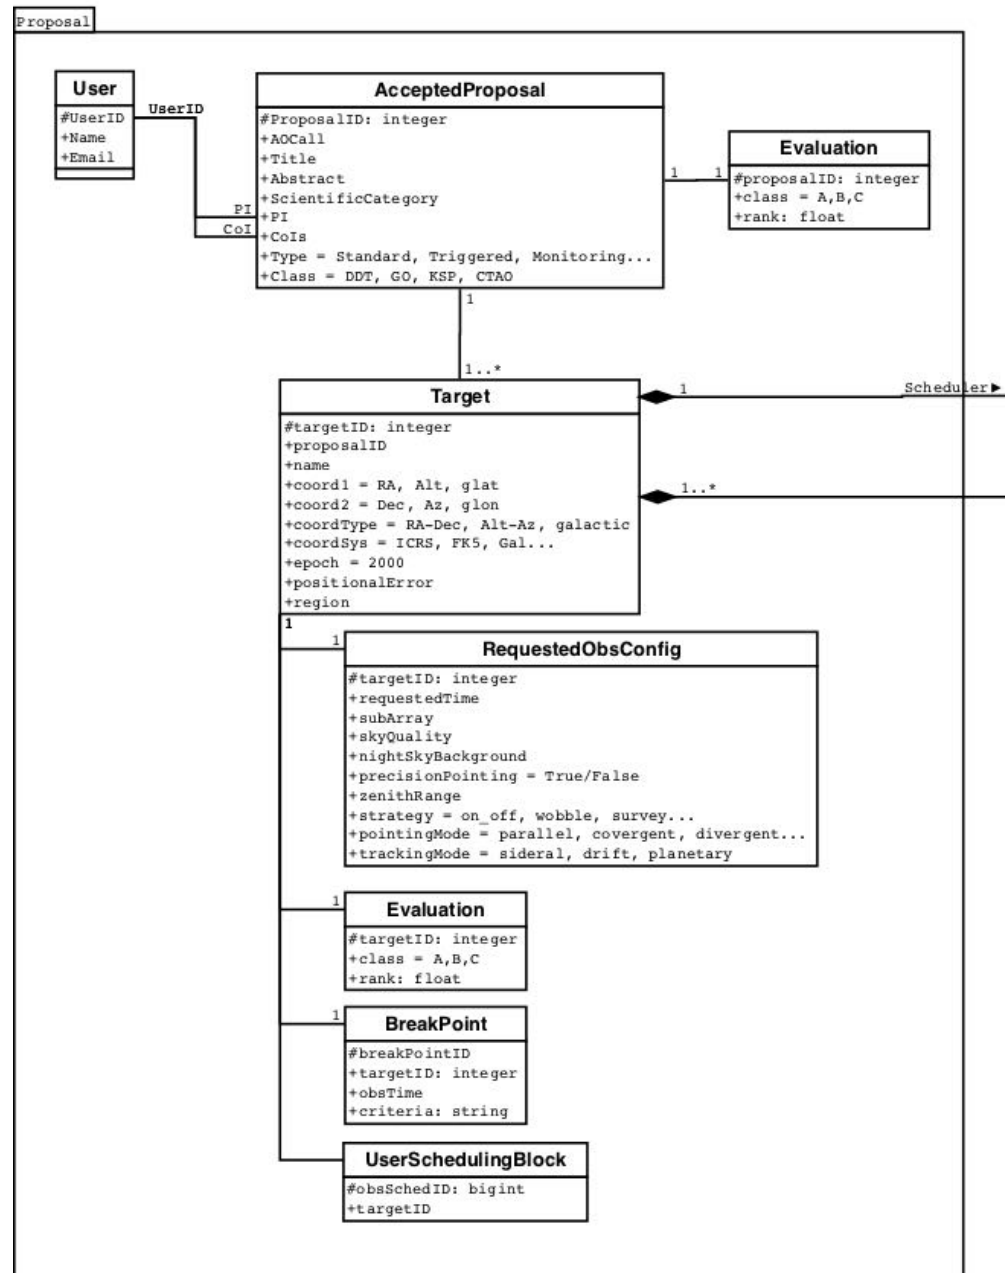 Proposal
User
#UserID
+Name
+Email
UserID
PI
CoI
AcceptedProposal
#ProposalID: integer
+AOCall
+Title
+Abstract
+ScientificCategory
+PI
+CoIs
+Type = Standard, Triggered, Monitoring...
+Class = DDT, GO, KSP, CTAO
1
1
Evaluation
#proposalID: integer
+class = A,B,C
+rank: float
1
1..*
Target
#targetID: integer
+proposalID
+name
+coord1 = RA, Alt, glat
+coord2 = Dec, Az, glon
+coordType = RA-Dec, Alt-Az, galactic
+coordSys = ICRS, FK5, Gal...
+epoch = 2000
+positionalError
+region
1
Scheduler►
1..*
1
1
RequestedObsConfig
#targetID: integer
+requestedTime
+subArray
+skyQuality
+nightSkyBackground
+precisionPointing = True/False
+zenithRange
+strategy = on_off, wobble, survey...
+pointingMode = parallel, covergent, divergent...
+trackingMode = sideral, drift, planetary
1
Evaluation
#targetID: integer
+class = A,B,C
+rank: float
1
BreakPoint
#breakPointID
+targetID: integer
+obsTime
+criteria: string
UserSchedulingBlock
#obsSchedID: bigint
+targetID